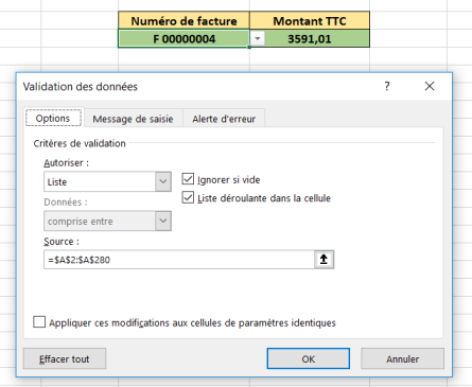 Numéro de facture Montant TTC
F 00000004 3591,01
Validation des données ? ×
Options Message de saisie Alerte d'erreur
Critères de validation
Autoriser :
Liste Ignorer si vide
Données : Liste déroulante dans la cellule
comprise entre
Source :
=$A$2:$A$280
Appliquer ces modifications aux cellules de paramètres identiques
Effacer tout OK Annuler